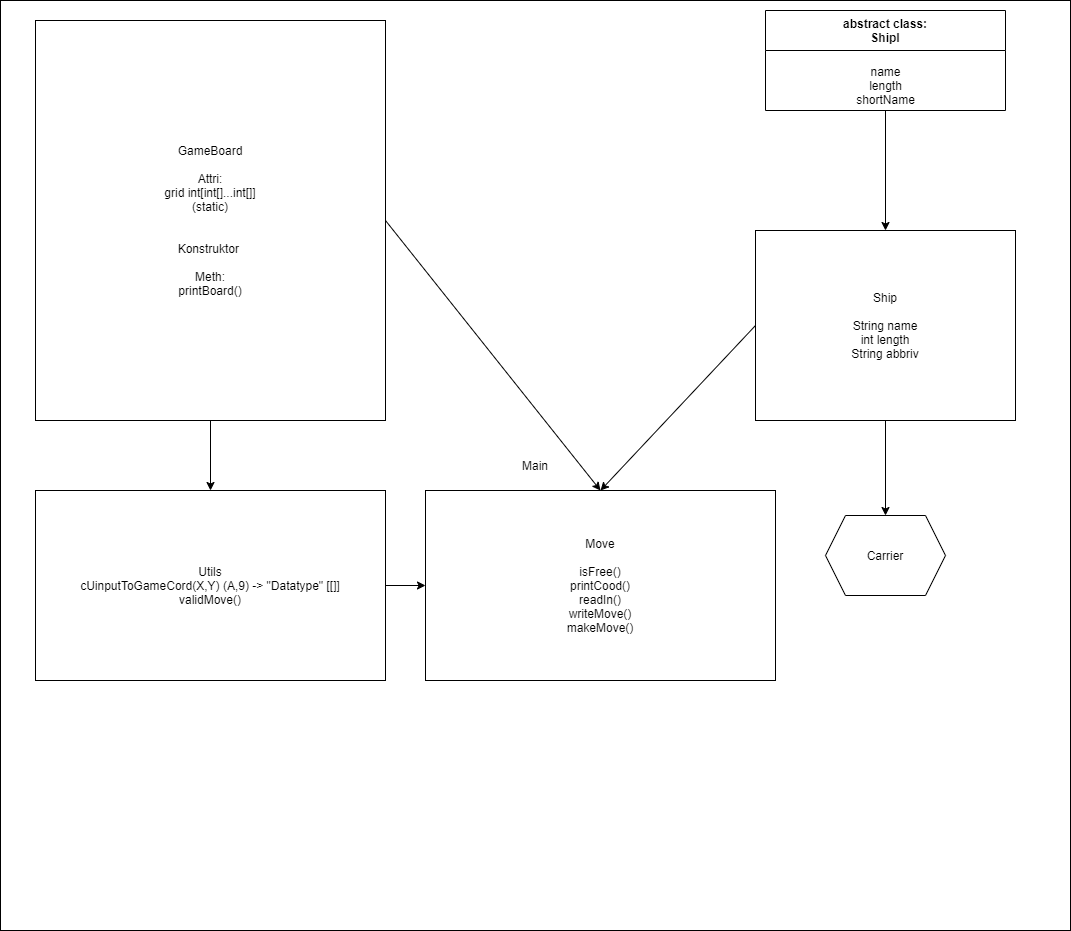 abstract class:
ShipI
name
length
shortName
GameBoard
Attri:
grid int[int[]...int[]]
(static)
Konstruktor
Meth:
printBoard()
Ship
String name
int length
String abbriv
Main
Utils
cUinputToGameCord(X,Y) (A,9) -> "Datatype" [[]]
validMove()
Move
isFree()
printCood()
readIn()
writeMove()
makeMove()
Carrier